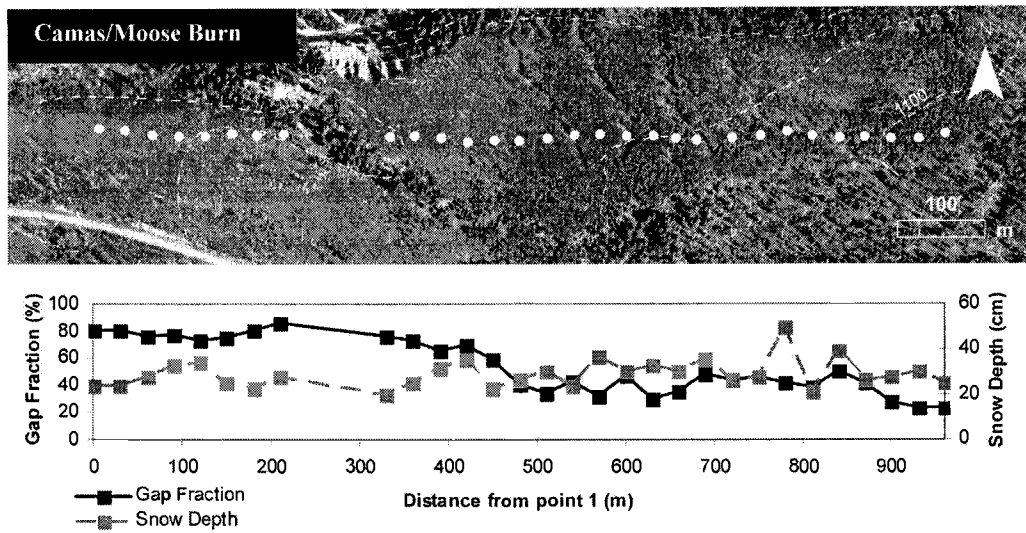 Camas/Moose Burn
1100
100
m
Gap Fraction (%)
100
80
60
40
20
0
60
40
20
0
Snow Depth (cm)
0 100 200 300 400 500 600 700 800 900
Distance from point 1 (m)
Gap Fraction
Snow Depth